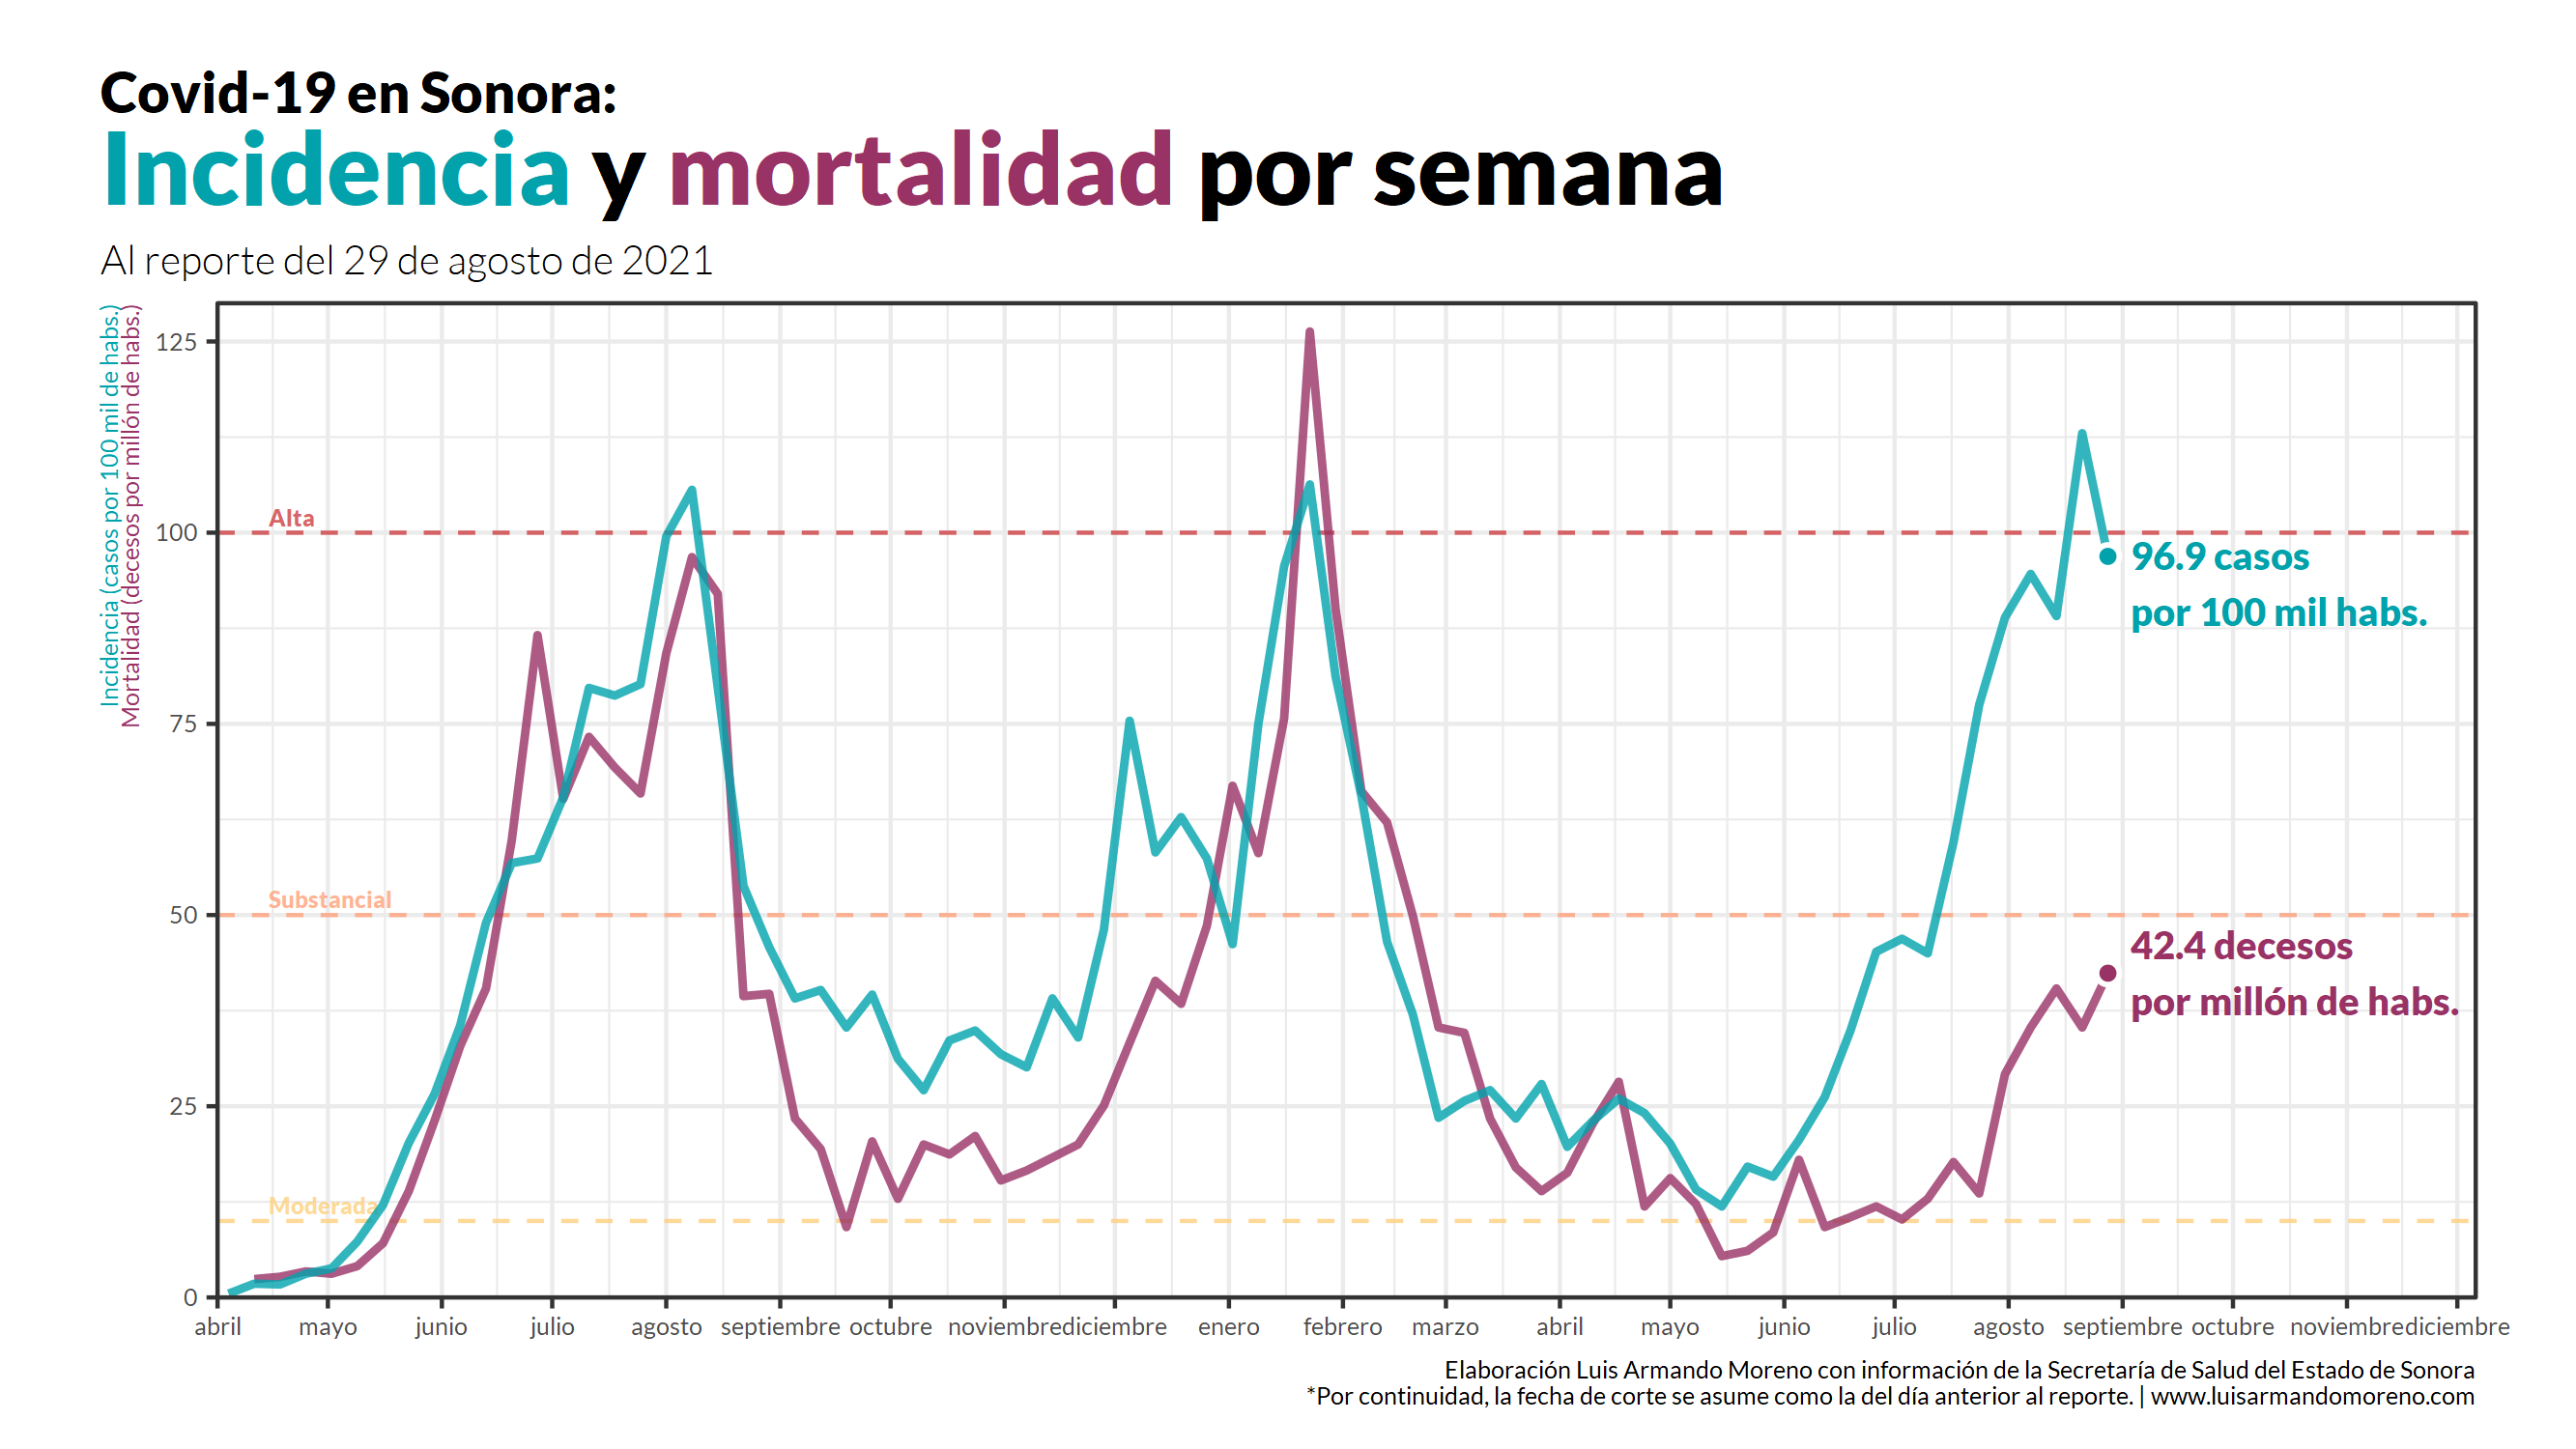 Covid-19 en Sonora:
Incidencia y mortalidad por semana
Al reporte del 29 de agosto de 2021
Incidencia (casos por 100 mil de habs.)
Mortalidad (decesos por millón de habs.)
125
100
75
50
25
0
Alta
Substancial
Moderada
96.9 casos
por 100 mil habs.
42.4 decesos
por millón de habs.
abril mayo junio julio agosto septiembre octubre noviembre diciembre enero febrero marzo abril mayo junio julio agosto septiembre octubre noviembre diciembre
Elaboración Luis Armando Moreno con información de la Secretaría de Salud del Estado de Sonora
*Por continuidad, la fecha de corte se asume como la del día anterior al reporte. | www.luisarmandomoreno.com